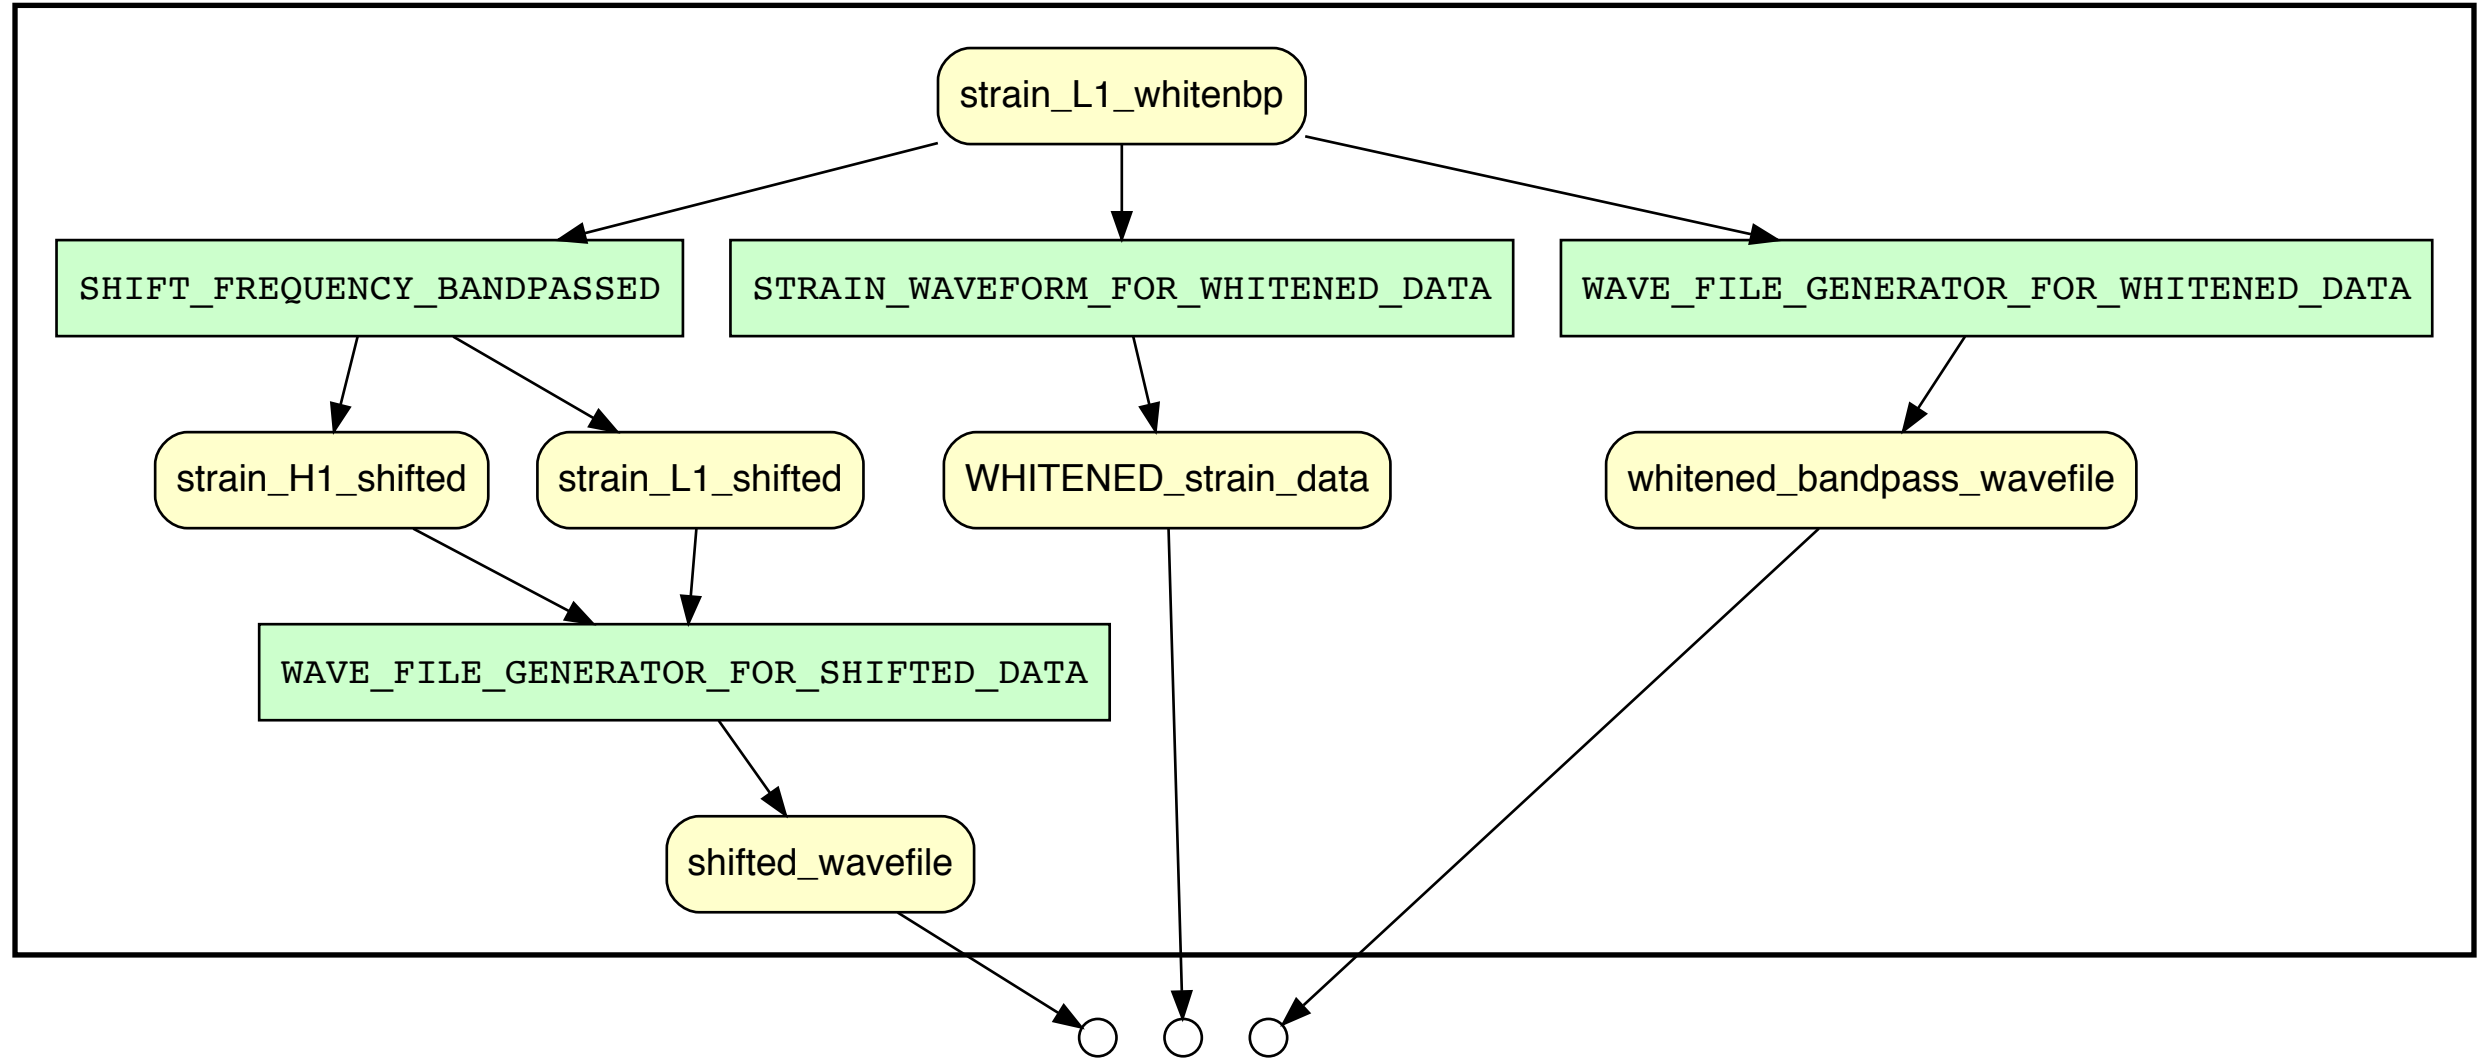 strain_L1_whitenbp
SHIFT_FREQUENCY_BANDPASSED
STRAIN_WAVEFORM_FOR_WHITENED_DATA
WAVE_FILE_GENERATOR_FOR_WHITENED_DATA
strain_H1_shifted
strain_L1_shifted
WHITENED_strain_data
whitened_bandpass_wavefile
WAVE_FILE_GENERATOR_FOR_SHIFTED_DATA
shifted_wavefile